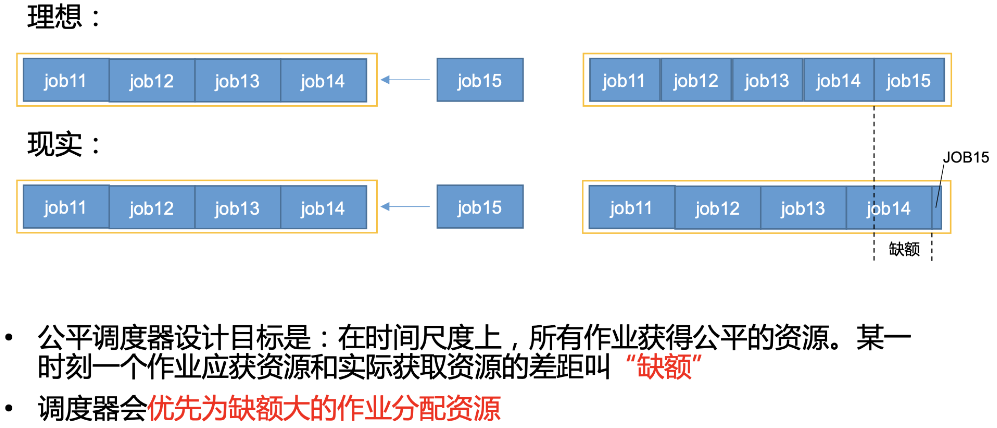 理想：
job11 job12 job13 job14 job15 job11 job12 job13 job14 job15
现实：
JOB15
job11 job12 job13 job14 job15 job11 job12 job13 job14
缺额
• 公平调度器设计目标是：在时间尺度上，所有作业获得公平的资源。某一
时刻一个作业应获资源和实际获取资源的差距叫“缺额”
• 调度器会优先为缺额大的作业分配资源